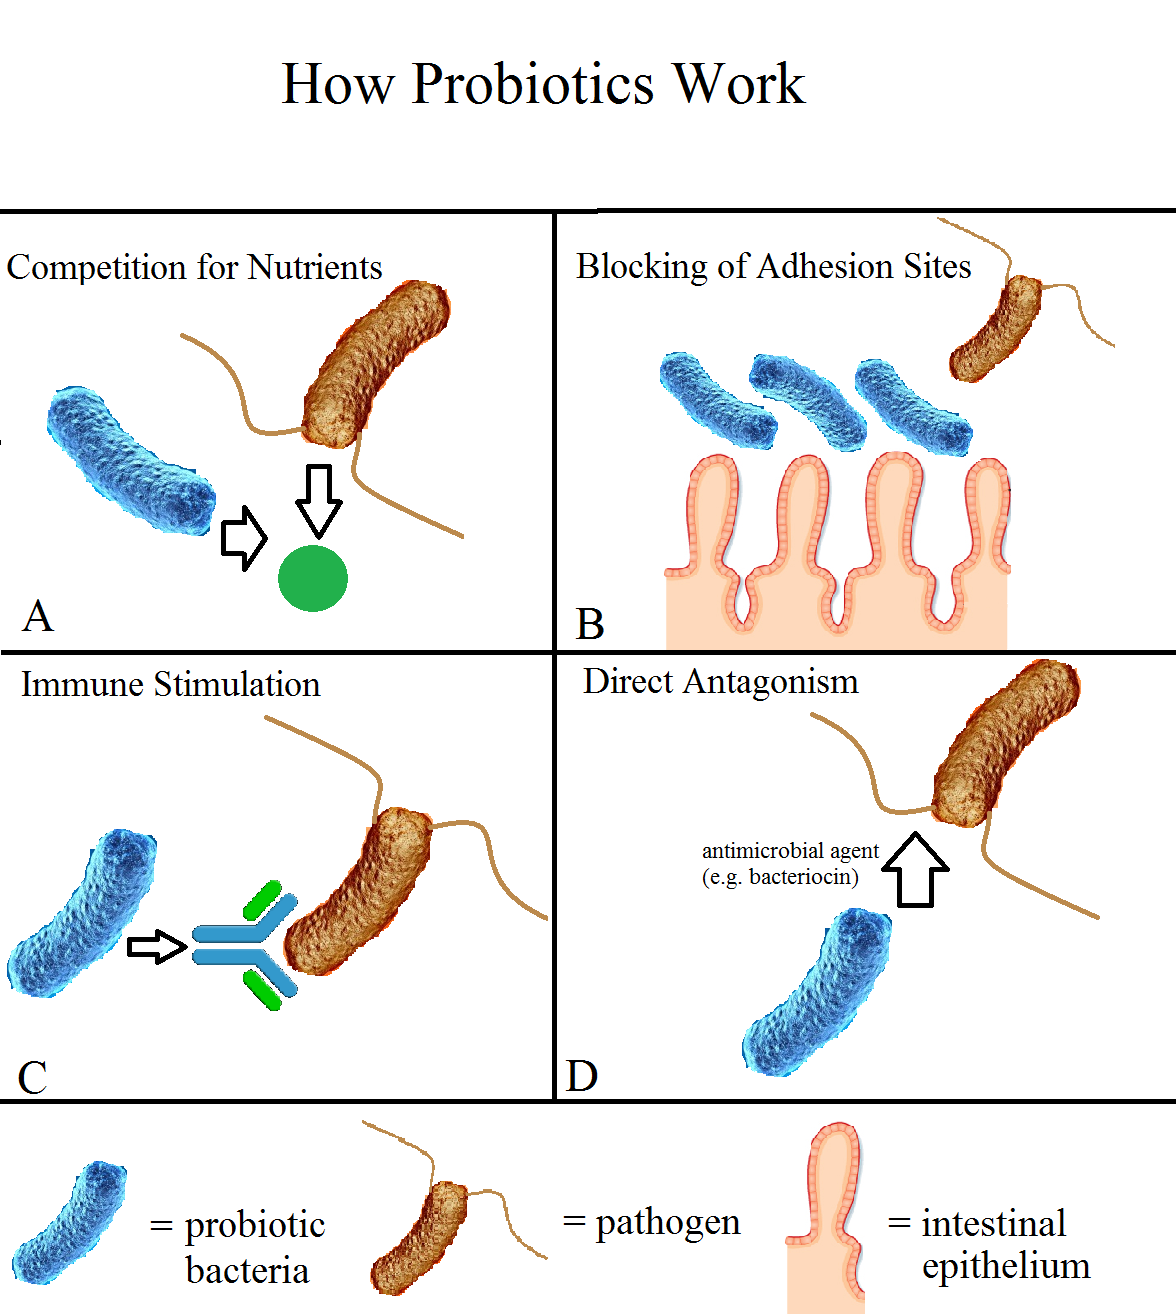 How Probiotics Work
Competition for Nutrients
A
Blocking of Adhesion Sites
B
Immune Stimulation
C
Direct Antagonism
antimicrobial agent
(e.g. bacteriocin)
D
= probiotic
bacteria
= pathogen
= intestinal
epithelium